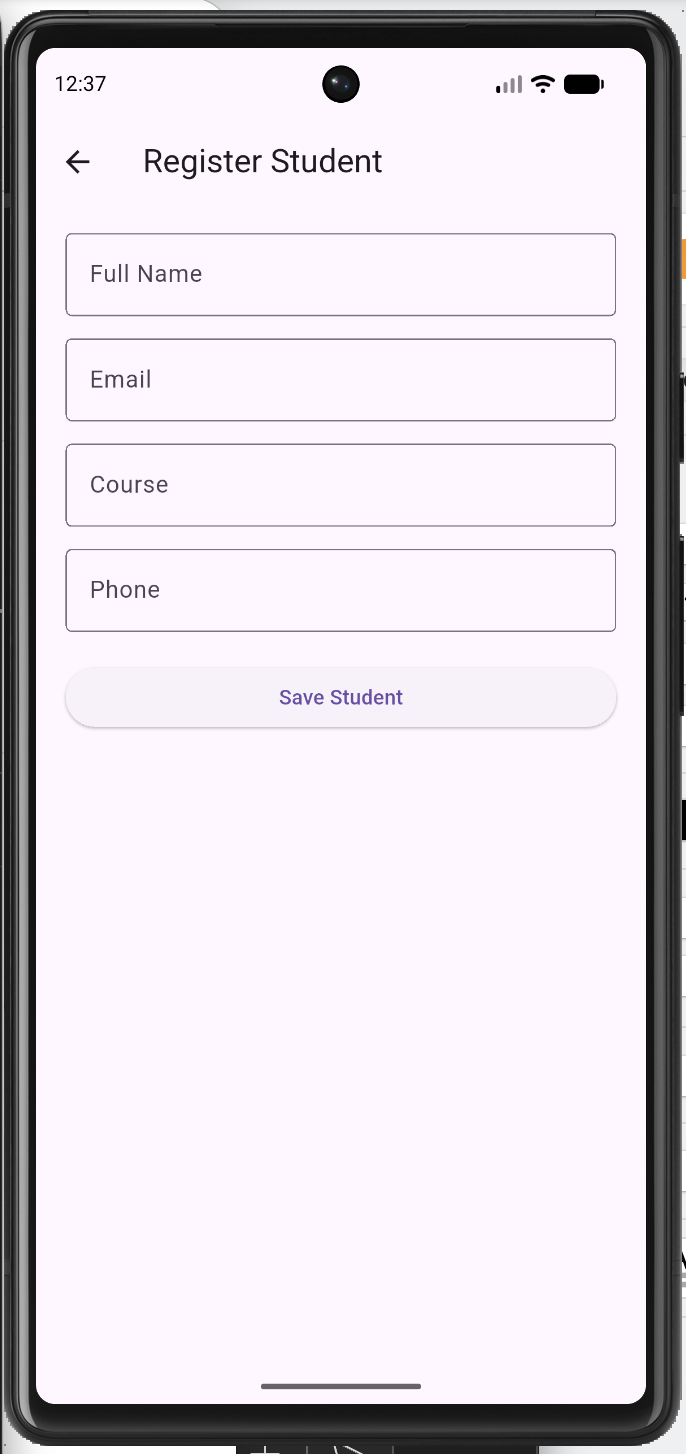 12:37
Register Student
Full Name
Email
Course
Phone
Save Student